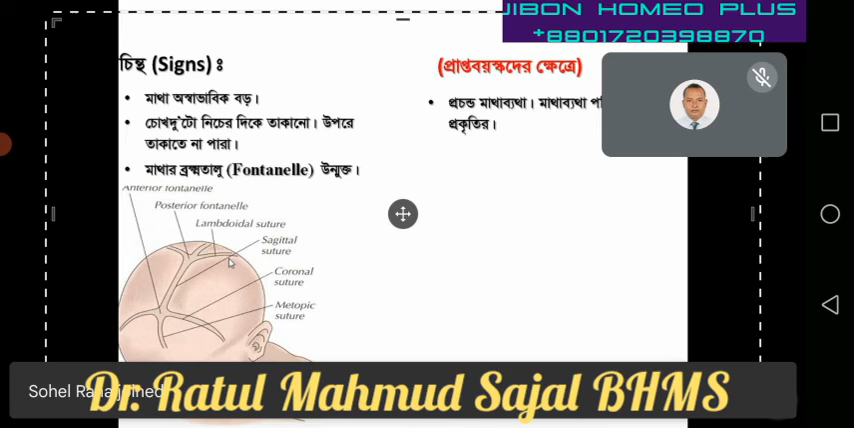 JIBON HOMEO PLUS
+8801720398870
চিহ্ন (Signs) ঃ
• মাথা অস্বাভাবিক বড়।
• চোখদু'টো নিচের দিকে তাকানো। উপরে
তাকাতে না পারা।
• মাথার ব্রহ্মতালু (Fontanelle) উন্মুক্ত।
(প্রাপ্তবয়স্কদের ক্ষেত্রে)
• প্রচন্ড মাথাব্যথা। মাথাব্যথা
প্রকৃতির।
Anterior fontanelle
Posterior fontanelle
Lambdoidal suture
Sagittal
suture
Coronal
suture
Metopic
suture
Sohel Rana joined
Dr. Ratul Mahmud Sajal BHMS